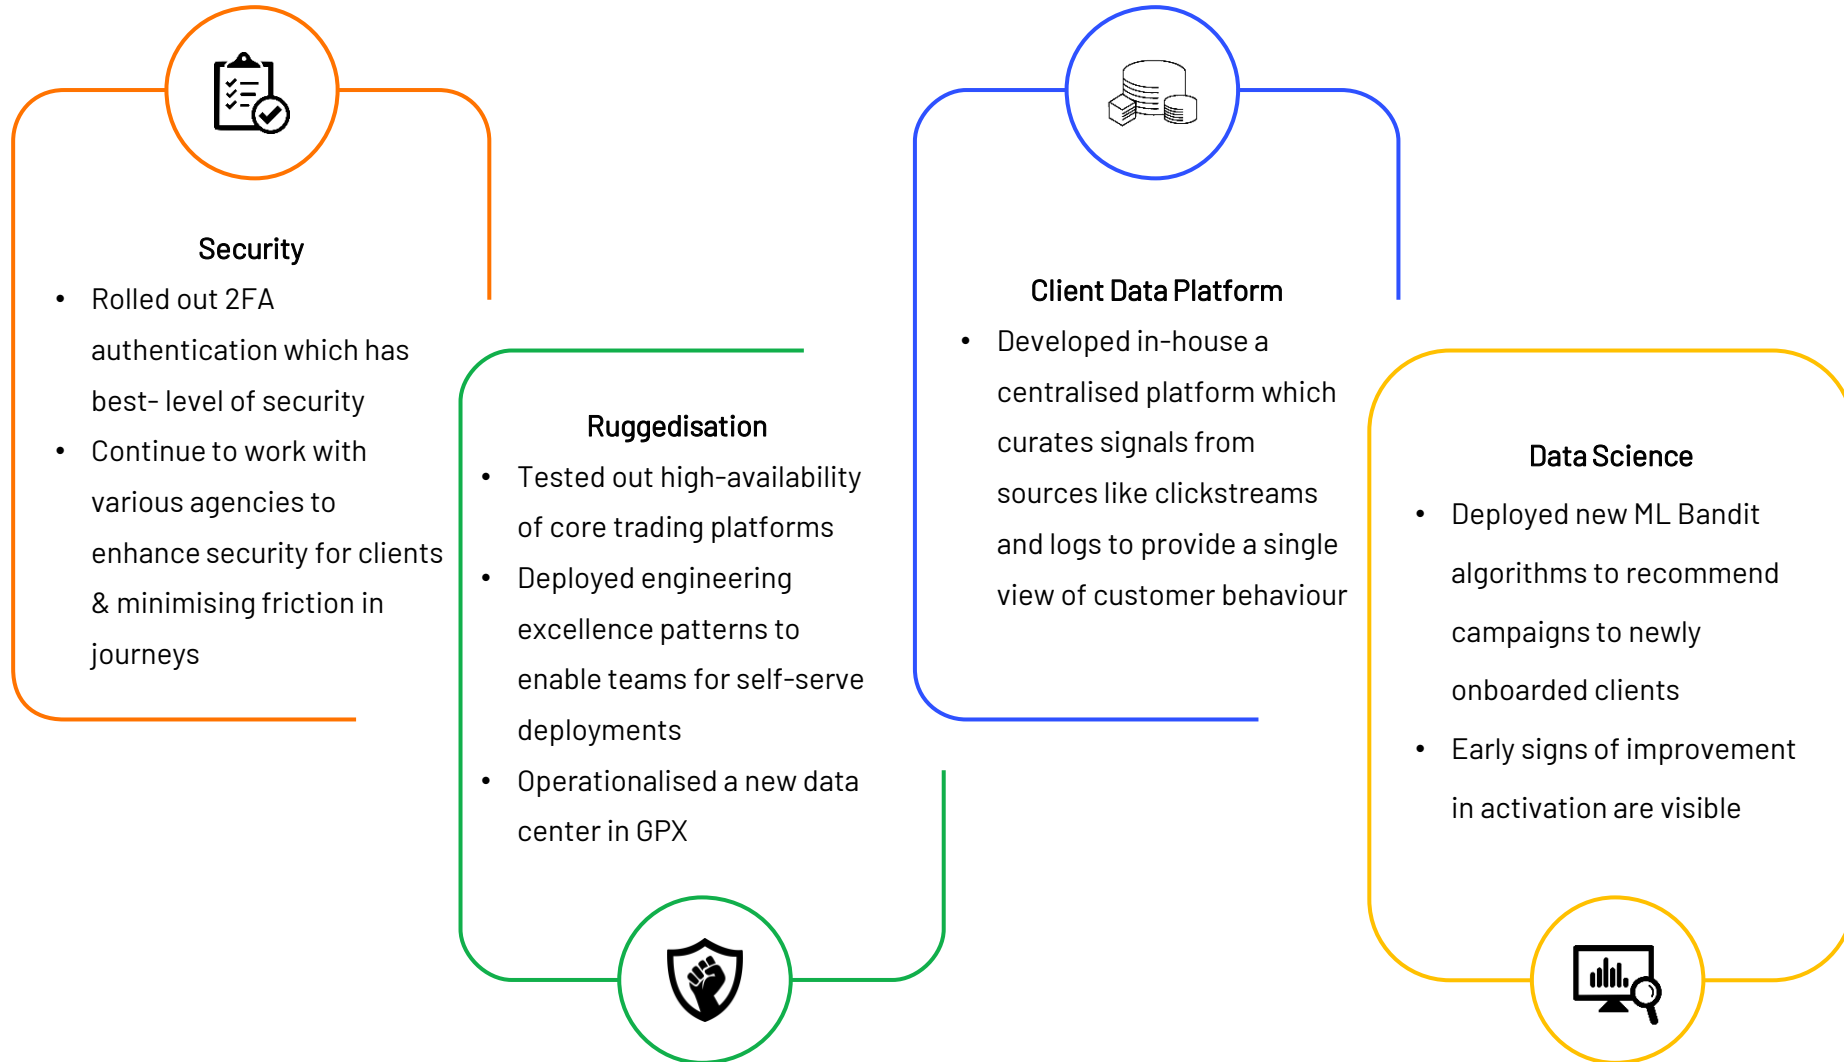 Security
• Rolled out 2FA
authentication which has
best- level of security
• Continue to work with
various agencies to
enhance security for clients
& minimising friction in
journeys
Ruggedisation
• Tested out high-availability
of core trading platforms
• Deployed engineering
excellence patterns to
enable teams for self-serve
deployments
• Operationalised a new data
center in GPX
Client Data Platform
• Developed in-house a
centralised platform which
curates signals from
sources like clickstreams
and logs to provide a single
view of customer behaviour
Data Science
• Deployed new ML Bandit
algorithms to recommend
campaigns to newly
onboarded clients
• Early signs of improvement
in activation are visible